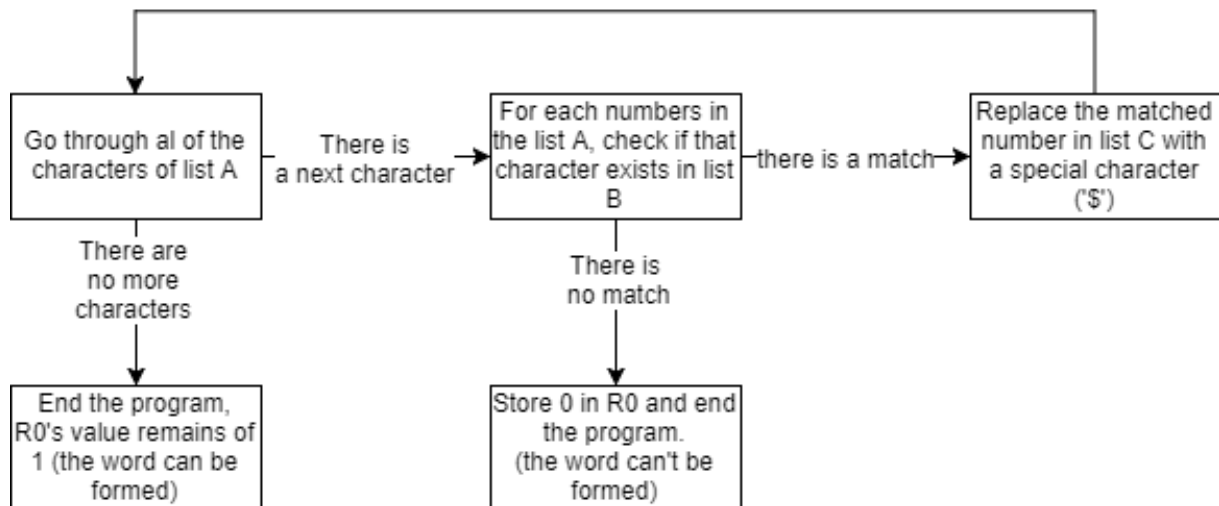 Go through al of the
characters of list A
There is
a next character
For each numbers in
the list A, check if that
character exists in list
B
there is a match
Replace the matched
number in list C with
a special character
('$')
There are
no more
characters
There is
no match
End the program,
R0's value remains of
1 (the word can be
formed)
Store 0 in R0 and end
the program.
(the word can't be
formed)